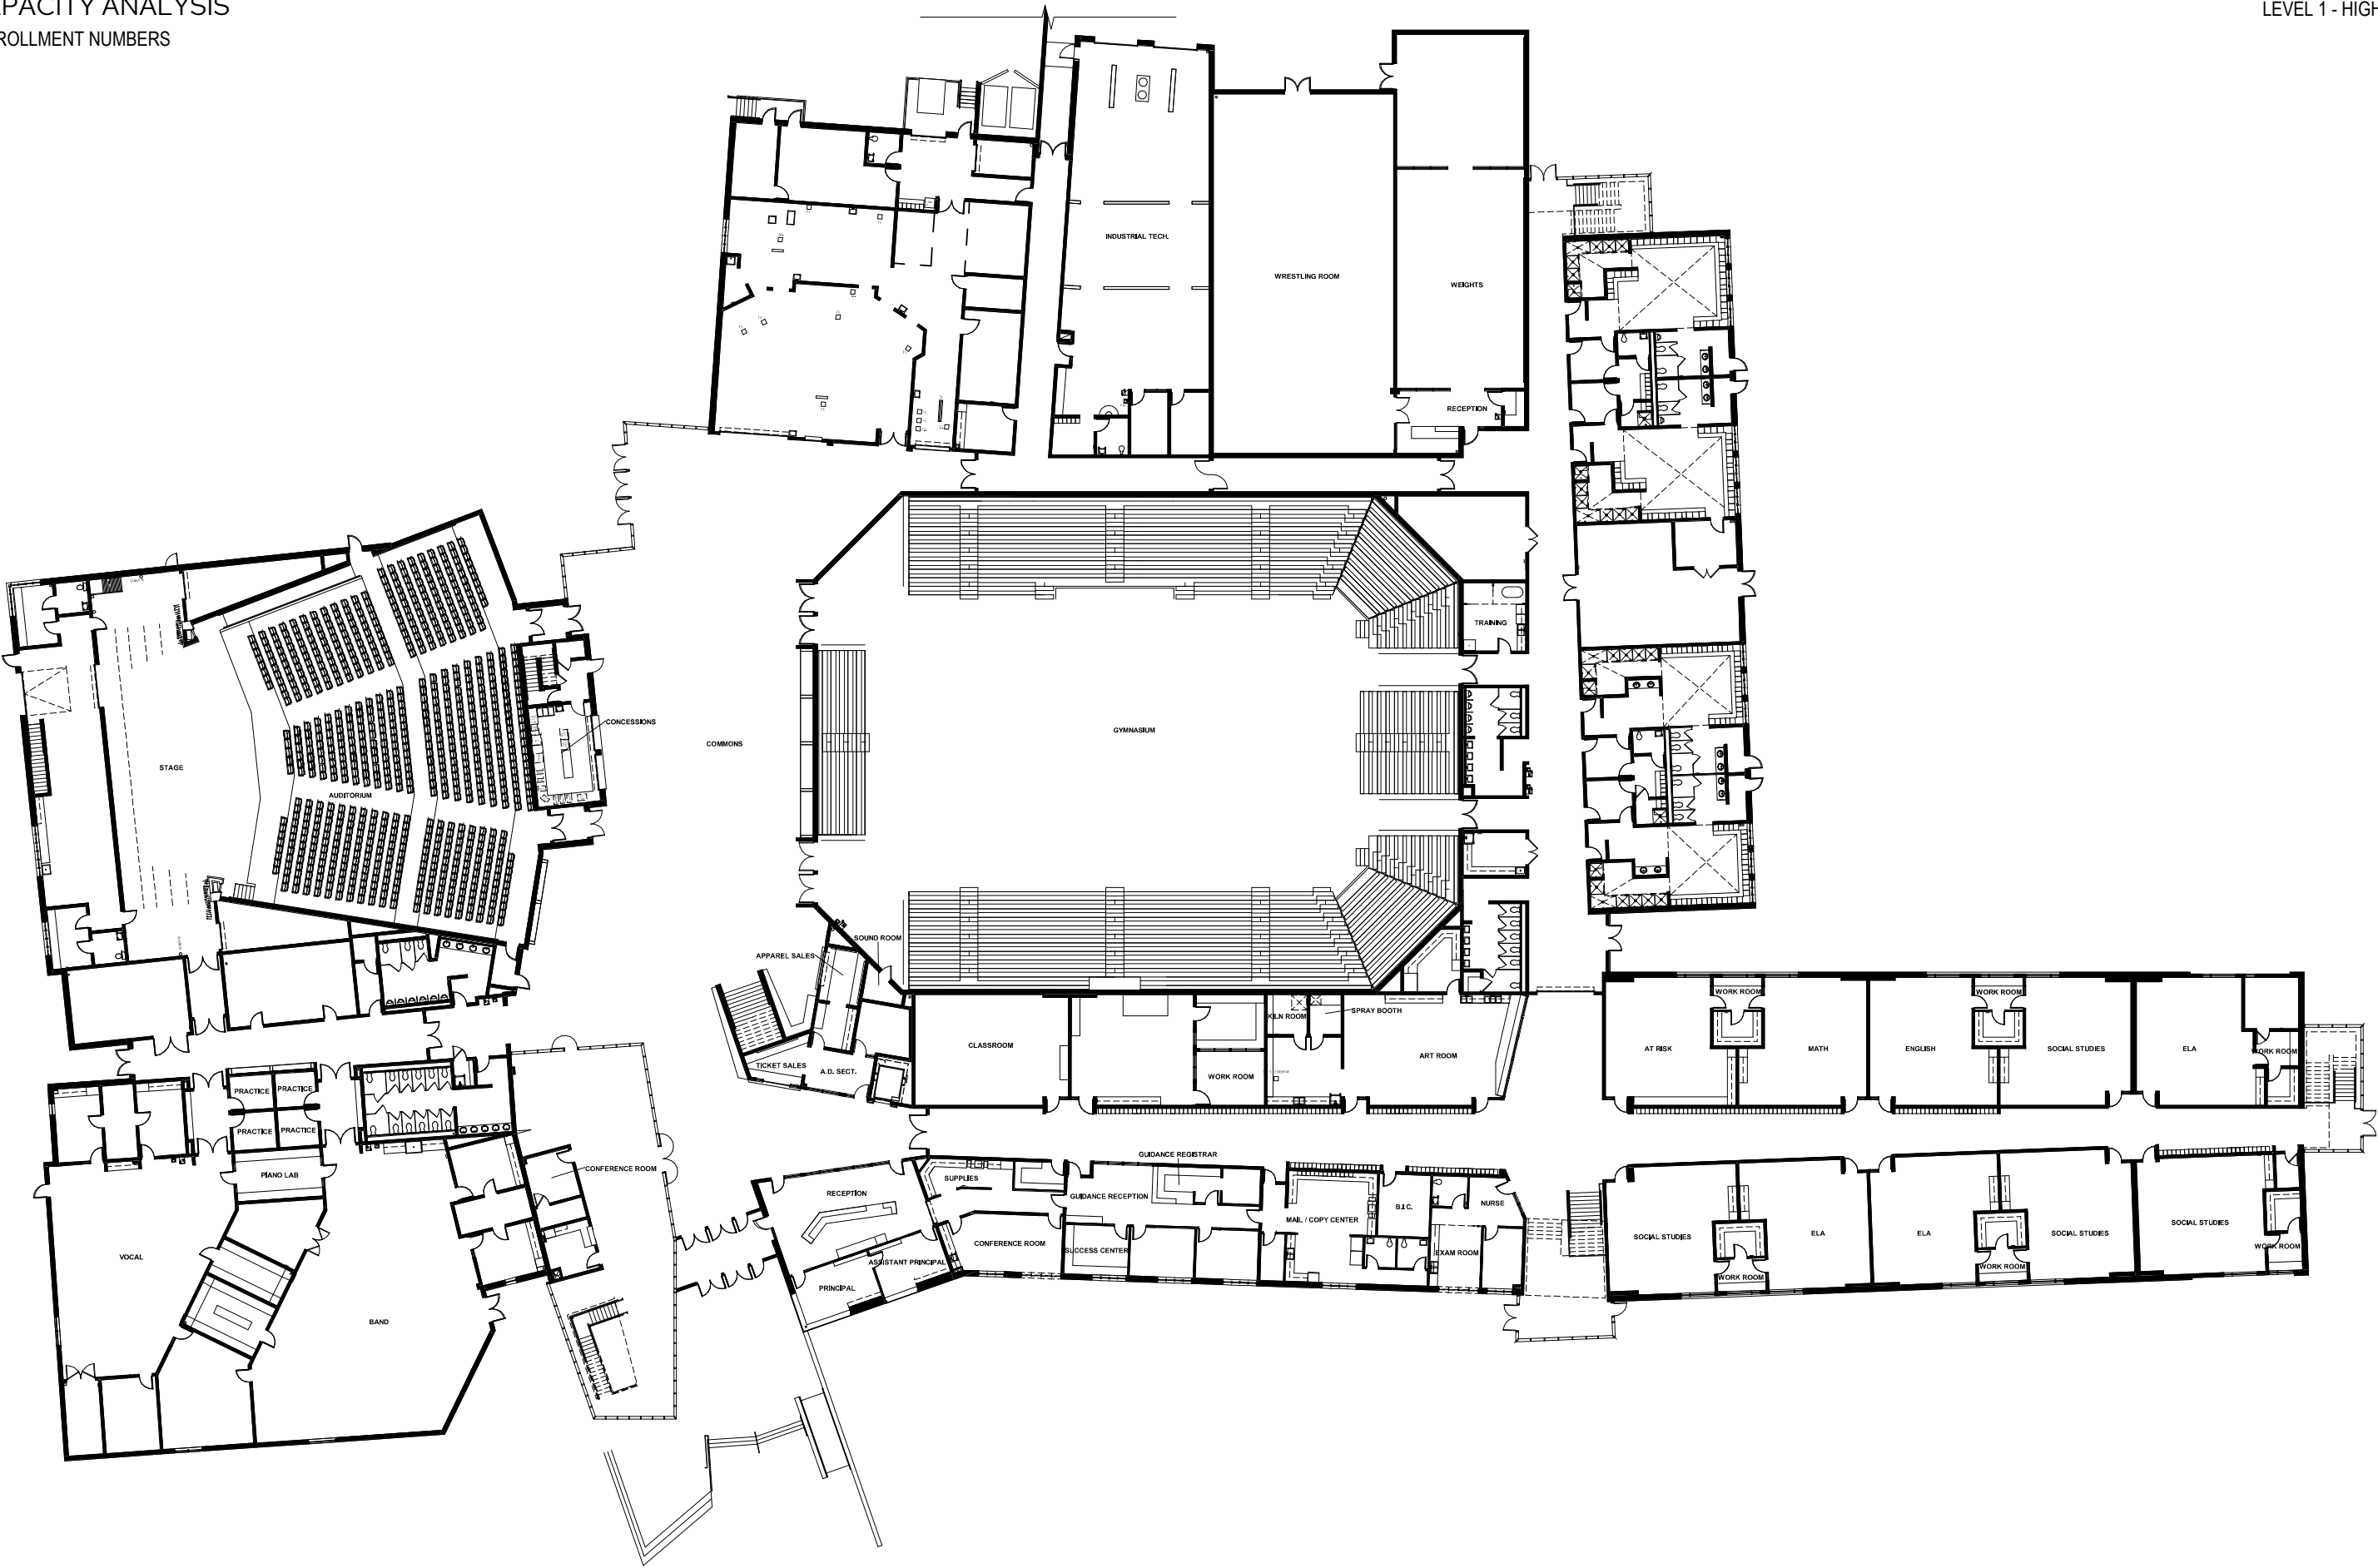 APACITY ANALYSIS
ROLLMENT NUMBERS
LEVEL 1 - HIGH
INDUSTRIAL TECH.
WRESTLING ROOM
WEIGHTS
RECEPTION
TRAINING
CONCESSIONS
COMMONS
GYMNASIUM
STAGE
AUDITORIUM
SOUND ROOM
APPAREL SALES
TICKET SALES
A.D. SECT.
CLASSROOM
WORK ROOM
KILN ROOM
SPRAY BOOTH
ART ROOM
AT RISK
WORK ROOM
MATH
ENGLISH
WORK ROOM
SOCIAL STUDIES
ELA
WORK ROOM
PRACTICE
PRACTICE
PRACTICE
PRACTICE
PIANO LAB
CONFERENCE ROOM
VOCAL
BAND
RECEPTION
SUPPLIES
GUIDANCE REGISTRAR
GUIDANCE RECEPTION
CONFERENCE ROOM
SUCCESS CENTER
ASSISTANT PRINCIPAL
PRINCIPAL
MAIL / COPY CENTER
B.I.C.
NURSE
EXAM ROOM
SOCIAL STUDIES
WORK ROOM
ELA
ELA
WORK ROOM
SOCIAL STUDIES
SOCIAL STUDIES
WORK ROOM